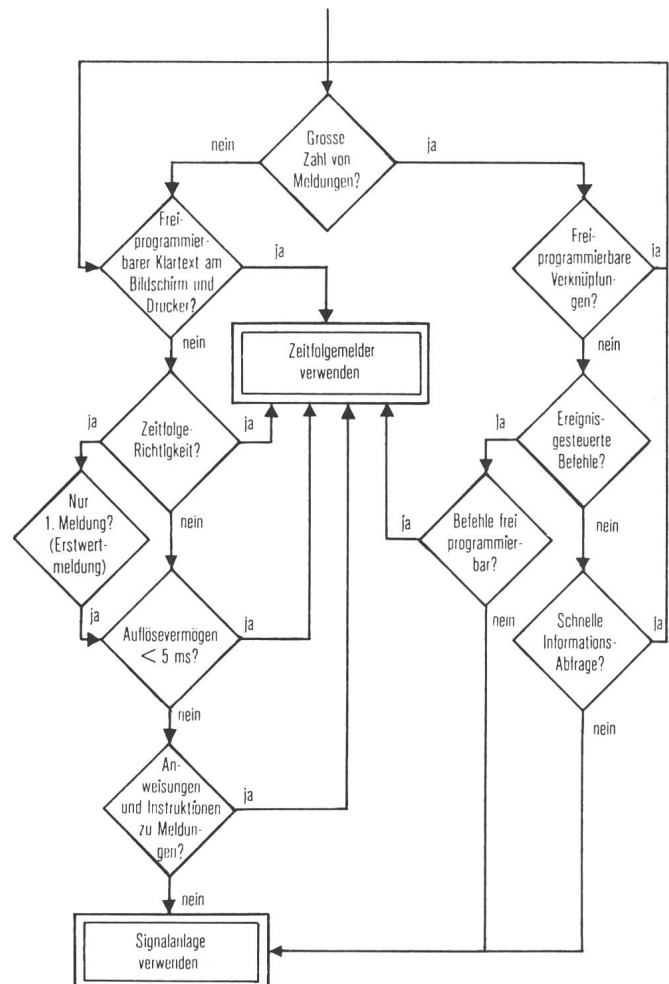 Grosse
Zahl von
Meldungen?
nein
ja
Frei-
programmier-
barer Klartext am
Bildschirm und
Drucker?
ja
nein
Frei-
programmierbare
Verknüpfun-
gen?
ja
nein
Zeitfolgemelder
verwenden
Zeitfolge-
Richtigkeit?
ja
ja
nein
Ereignis-
gesteuerte
Befehle?
ja
nein
Nur
1. Meldung?
(Erstwert-
meldung)
ja
Befehle frei
programmier-
bar?
ja
nein
Auflösevermögen
< 5 ms?
ja
nein
Schnelle
Informations-
Abfrage?
ja
nein
An-
weisungen
und Instruktionen
zu Meldun-
gen?
ja
nein
Signalanlage
verwenden